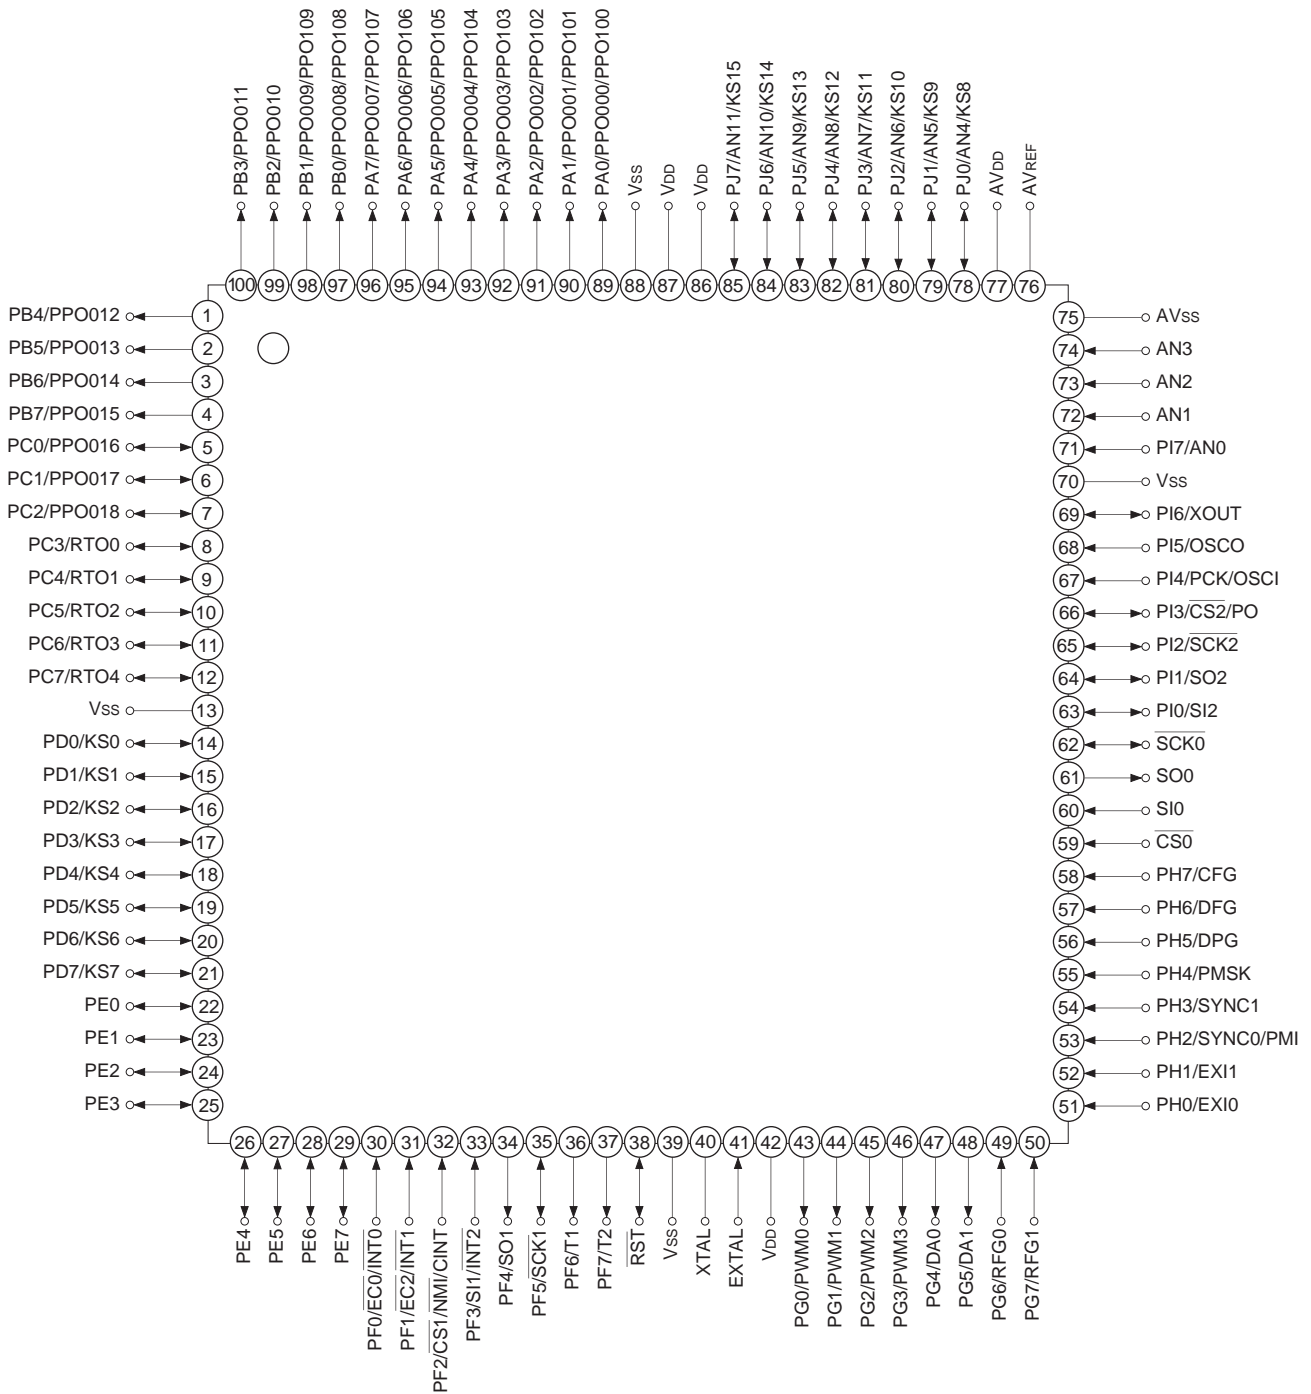 PB3/PPO011
PB2/PPO010
PB1/PPO009/PPO109
PB0/PPO008/PPO108
PA7/PPO007/PPO107
PA6/PPO006/PPO106
PA5/PPO005/PPO105
PA4/PPO004/PPO104
PA3/PPO003/PPO103
PA2/PPO002/PPO102
PA1/PPO001/PPO101
PA0/PPO000/PPO100
Vss
VDD
VDD
PJ7/AN11/KS15
PJ6/AN10/KS14
PJ5/AN9/KS13
PJ4/AN8/KS12
PJ3/AN7/KS11
PJ2/AN6/KS10
PJ1/AN5/KS9
PJ0/AN4/KS8
AVDD
AVREF
100 99 98 97 96 95 94 93 92 91 90 89 88 87 86 85 84 83 82 81 80 79 78 77 76
PB4/PPO012 1
PB5/PPO013 2
PB6/PPO014 3
PB7/PPO015 4
PC0/PPO016 5
PC1/PPO017 6
PC2/PPO018 7
PC3/RTO0 8
PC4/RTO1 9
PC5/RTO2 10
PC6/RTO3 11
PC7/RTO4 12
Vss 13
PD0/KS0 14
PD1/KS1 15
PD2/KS2 16
PD3/KS3 17
PD4/KS4 18
PD5/KS5 19
PD6/KS6 20
PD7/KS7 21
PE0 22
PE1 23
PE2 24
PE3 25
75 AVss
74 AN3
73 AN2
72 AN1
71 PI7/AN0
70 Vss
69 PI6/XOUT
68 PI5/OSCO
67 PI4/PCK/OSCI
66 PI3/CS2/PO
65 PI2/SCK2
64 PI1/SO2
63 PI0/SI2
62 SCK0
61 SO0
60 SI0
59 CS0
58 PH7/CFG
57 PH6/DFG
56 PH5/DPG
55 PH4/PMSK
54 PH3/SYNC1
53 PH2/SYNC0/PMI
52 PH1/EXI1
51 PH0/EXI0
26 27 28 29 30 31 32 33 34 35 36 37 38 39 40 41 42 43 44 45 46 47 48 49 50
PE4
PE5
PE6
PE7
PF0/EC0/INT0
PF1/EC2/INT1
PF2/CS1/NMI/CINT
PF3/SI1/INT2
PF4/SO1
PF5/SCK1
PF6/T1
PF7/T2
RST
Vss
XTAL
EXTAL
VDD
PG0/PWM0
PG1/PWM1
PG2/PWM2
PG3/PWM3
PG4/DA0
PG5/DA1
PG6/RFG0
PG7/RFG1